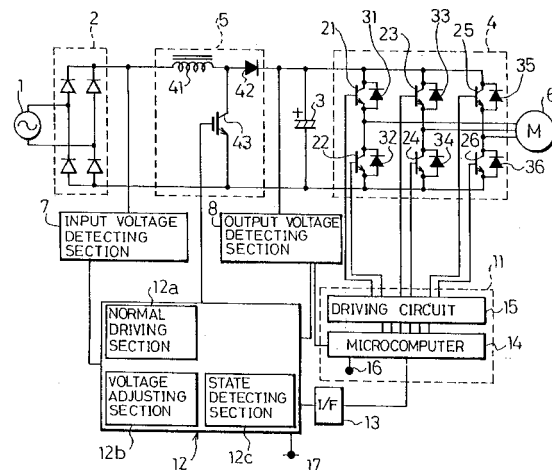 2
5
21
31
23
33
25
4
1
41
42
3
35
6
43
+
M
22
32
24
34
26
36
7
INPUT VOLTAGE
DETECTING
SECTION
8
OUTPUT VOLTAGE
DETECTING
SECTION
11
12a
NORMAL
DRIVING
SECTION
DRIVING CIRCUIT
15
MICROCOMPUTER
14
16
VOLTAGE
ADJUSTING
SECTION
STATE
DETECTING
SECTION
I/F
13
12b
12
12c
17